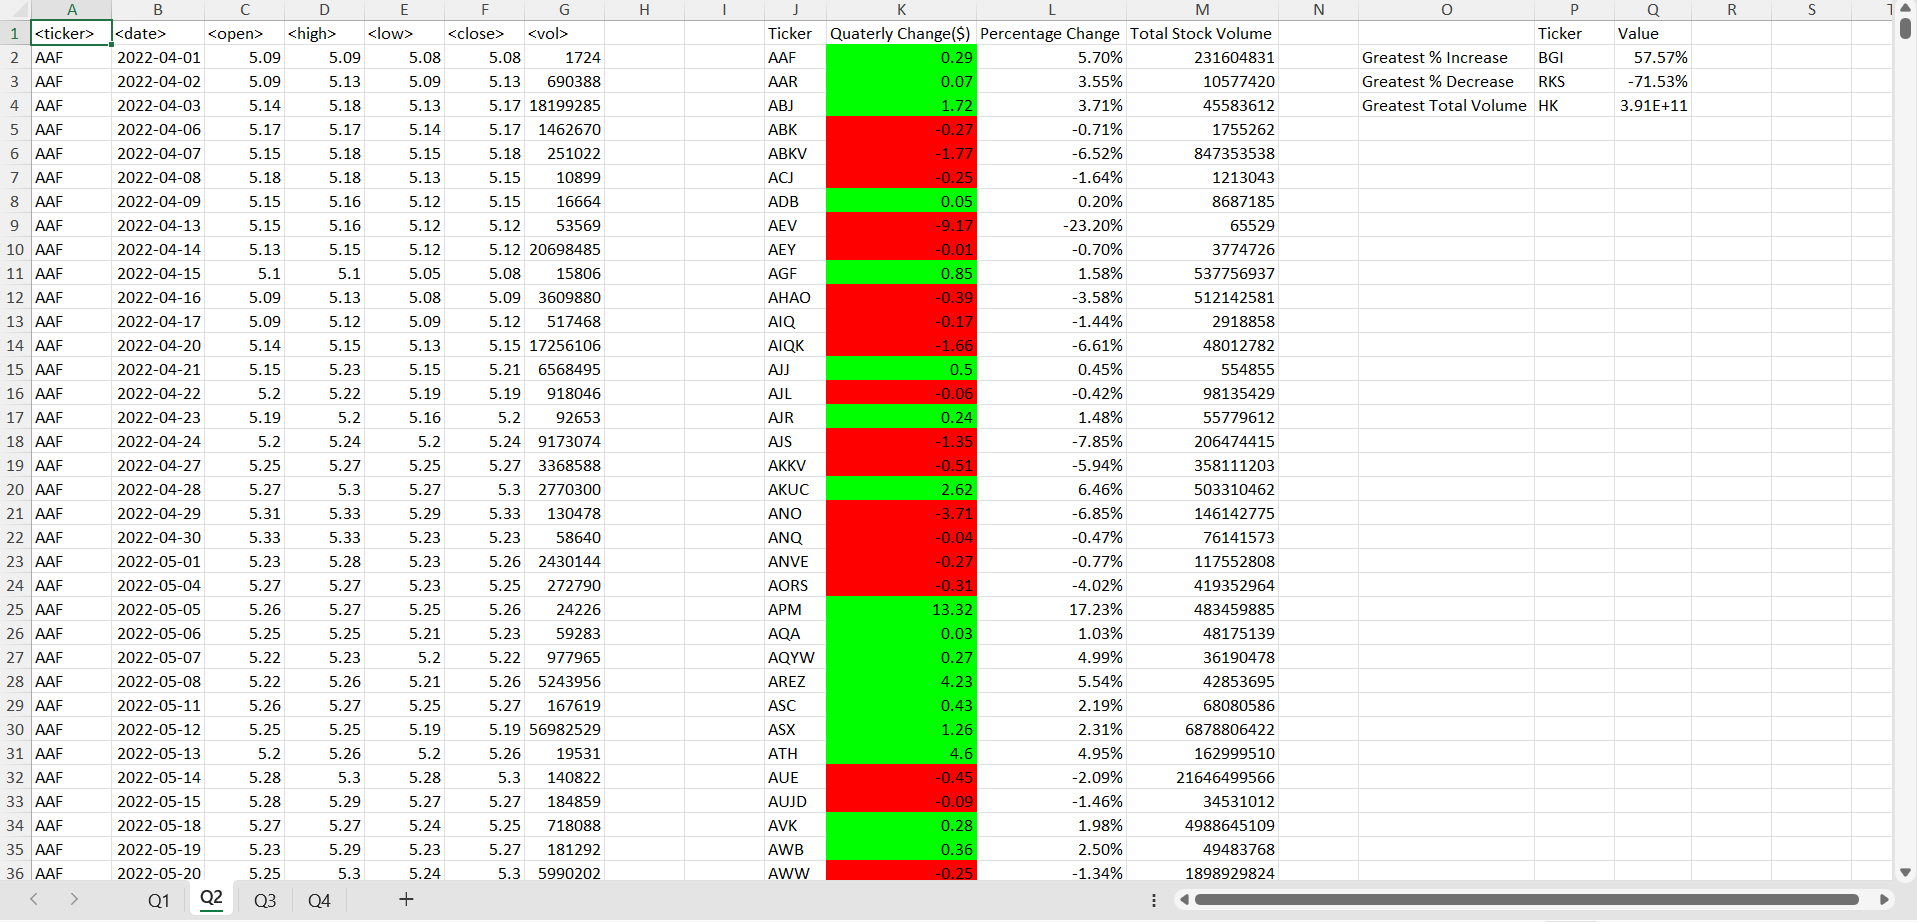 A B C D E F G H I J K L M N O P Q R S T
1 <ticker> <date> <open> <high> <low> <close> <vol> Ticker Quaterly Change($) Percentage Change Total Stock Volume Ticker Value
2 AAF 2022-04-01 5.09 5.09 5.08 5.08 1724 AAF 0.29 5.70% 231604831 Greatest % Increase BGI 57.57%
3 AAF 2022-04-02 5.09 5.13 5.09 5.13 690388 AAR 0.07 3.55% 10577420 Greatest % Decrease RKS -71.53%
4 AAF 2022-04-03 5.14 5.18 5.13 5.17 18199285 ABJ 1.72 3.71% 45583612 Greatest Total Volume HK 3.91E+11
5 AAF 2022-04-06 5.17 5.17 5.14 5.17 1462670 ABK -0.27 -0.71% 1755262
6 AAF 2022-04-07 5.15 5.18 5.15 5.18 251022 ABKV -1.77 -6.52% 847353538
7 AAF 2022-04-08 5.18 5.18 5.13 5.15 10899 ACJ -0.25 -1.64% 1213043
8 AAF 2022-04-09 5.15 5.16 5.12 5.15 16664 ADB 0.05 0.20% 8687185
9 AAF 2022-04-13 5.15 5.16 5.12 5.12 53569 AEV -9.17 -23.20% 65529
10 AAF 2022-04-14 5.13 5.15 5.12 5.12 20698485 AEY -0.01 -0.70% 3774726
11 AAF 2022-04-15 5.1 5.1 5.05 5.08 15806 AGF 0.85 1.58% 537756937
12 AAF 2022-04-16 5.09 5.13 5.08 5.09 3609880 AHAO -0.39 -3.58% 512142581
13 AAF 2022-04-17 5.09 5.12 5.09 5.12 517468 AIQ -0.17 -1.44% 2918858
14 AAF 2022-04-20 5.14 5.15 5.13 5.15 17256106 AIQK -1.66 -6.61% 48012782
15 AAF 2022-04-21 5.15 5.23 5.15 5.21 6568495 AJJ 0.5 0.45% 554855
16 AAF 2022-04-22 5.2 5.22 5.19 5.19 918046 AJL -0.06 -0.42% 98135429
17 AAF 2022-04-23 5.19 5.2 5.16 5.2 92653 AJR 0.24 1.48% 55779612
18 AAF 2022-04-24 5.2 5.24 5.2 5.24 9173074 AJS -1.35 -7.85% 206474415
19 AAF 2022-04-27 5.25 5.27 5.25 5.27 3368588 AKKV -0.51 -5.94% 358111203
20 AAF 2022-04-28 5.27 5.3 5.27 5.3 2770300 AKUC 2.62 6.46% 503310462
21 AAF 2022-04-29 5.31 5.33 5.29 5.33 130478 ANO -3.71 -6.85% 146142775
22 AAF 2022-04-30 5.33 5.33 5.23 5.23 58640 ANQ -0.04 -0.47% 76141573
23 AAF 2022-05-01 5.23 5.28 5.23 5.26 2430144 ANVE -0.27 -0.77% 117552808
24 AAF 2022-05-04 5.27 5.27 5.23 5.25 272790 AORS -0.31 -4.02% 419352964
25 AAF 2022-05-05 5.26 5.27 5.25 5.26 24226 APM 13.32 17.23% 483459885
26 AAF 2022-05-06 5.25 5.25 5.21 5.23 59283 AQA 0.03 1.03% 48175139
27 AAF 2022-05-07 5.22 5.23 5.2 5.22 977965 AQYW 0.27 4.99% 36190478
28 AAF 2022-05-08 5.22 5.26 5.21 5.26 5243956 AREZ 4.23 5.54% 42853695
29 AAF 2022-05-11 5.26 5.27 5.25 5.27 167619 ASC 0.43 2.19% 68080586
30 AAF 2022-05-12 5.25 5.25 5.19 5.19 56982529 ASX 1.26 2.31% 6878806422
31 AAF 2022-05-13 5.2 5.26 5.2 5.26 19531 ATH 4.6 4.95% 162999510
32 AAF 2022-05-14 5.28 5.3 5.28 5.3 140822 AUE -0.45 -2.09% 21646499566
33 AAF 2022-05-15 5.28 5.29 5.27 5.27 184859 AUJD -0.09 -1.46% 34531012
34 AAF 2022-05-18 5.27 5.27 5.24 5.25 718088 AVK 0.28 1.98% 4988645109
35 AAF 2022-05-19 5.23 5.29 5.23 5.27 181292 AWB 0.36 2.50% 49483768
36 AAF 2022-05-20 5.25 5.3 5.24 5.3 5990202 AWW -0.25 -1.34% 1898929824
Q1 Q2 Q3 Q4 +